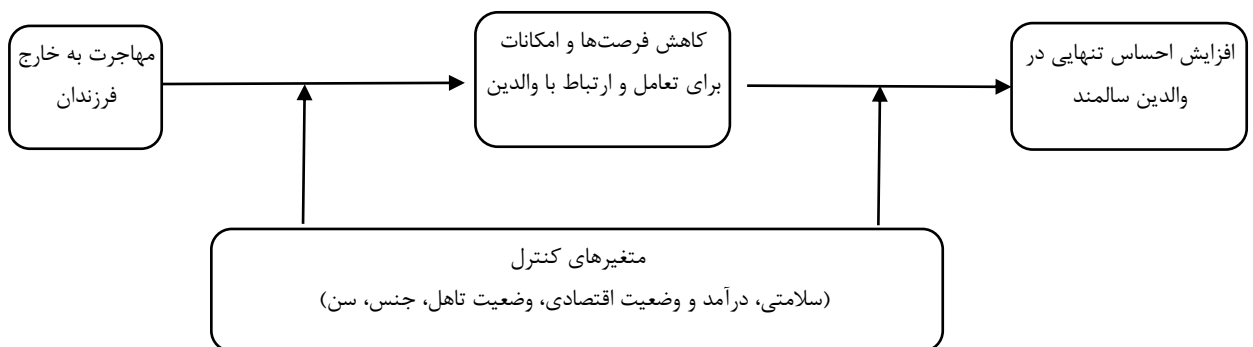 مهاجرت به خارج
فرزندان
کاهش فرصت‌ها و امکانات
برای تعامل و ارتباط با والدین
افزایش احساس تنهایی در
والدین سالمند
متغیرهای کنترل
(سلامتی، درآمد و وضعیت اقتصادی، وضعیت تاهل، جنس، سن)